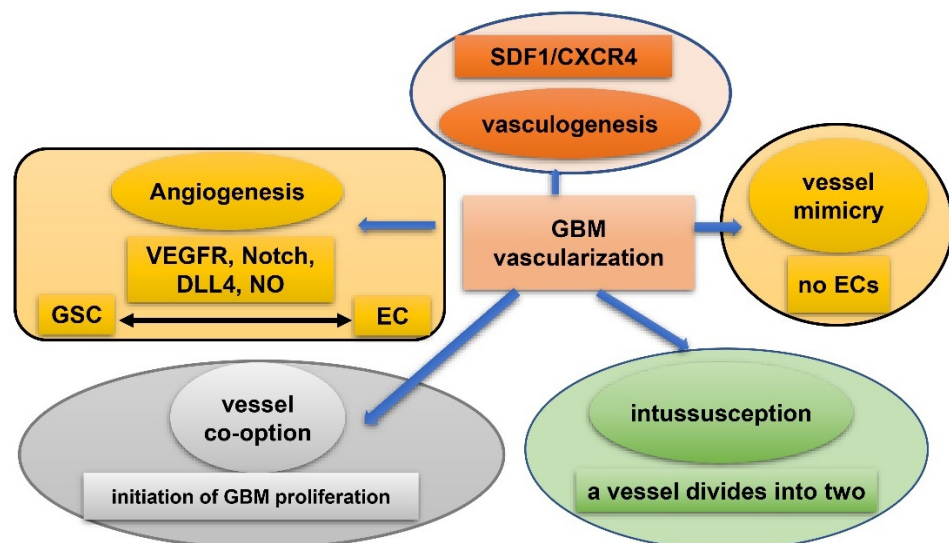 SDF1/CXCR4
vasculogenesis
Angiogenesis
VEGFR, Notch,
DLL4, NO
GSC
EC
GBM
vascularization
vessel
mimicry
no ECs
vessel
co-option
initiation of GBM proliferation
intussusception
a vessel divides into two